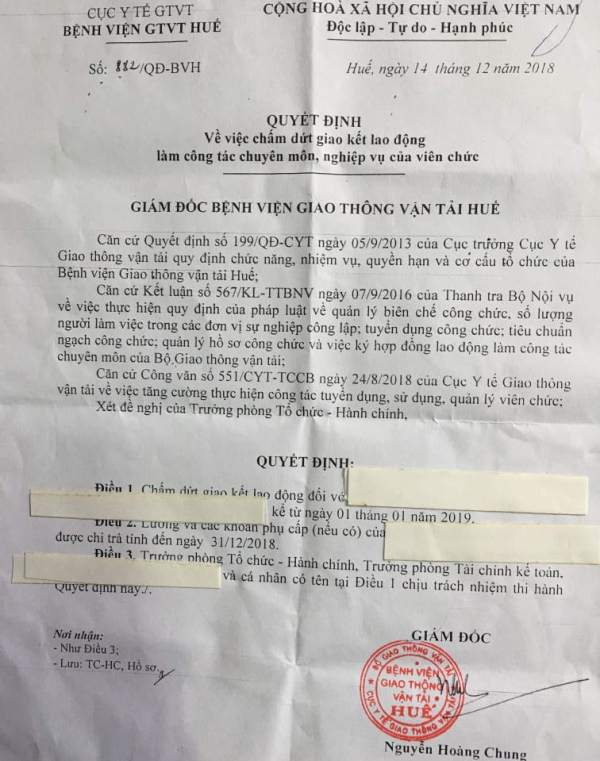 CỤC Y TẾ GTVT
BỆNH VIỆN GTVT HUẾ
CỘNG HOÀ XÃ HỘI CHỦ NGHĨA VIỆT NAM
Độc lập - Tự do - Hạnh phúc
Số: 882/QĐ-BVH
Huế, ngày 14 tháng 12 năm 2018
QUYẾT ĐỊNH
Về việc chấm dứt giao kết lao động
làm công tác chuyên môn, nghiệp vụ của viên chức
GIÁM ĐỐC BỆNH VIỆN GIAO THÔNG VẬN TẢI HUẾ
Căn cứ Quyết định số 199/QĐ-CYT ngày 05/9/2013 của Cục trưởng Cục Y tế
Giao thông vận tải quy định chức năng, nhiệm vụ, quyền hạn và cơ cấu tổ chức của
Bệnh viện Giao thông vận tải Huế;
Căn cứ Kết luận số 567/KL-TTBNV ngày 07/9/2016 của Thanh tra Bộ Nội vụ
về việc thực hiện quy định của pháp luật về quản lý biên chế công chức, số lượng
người làm việc trong các đơn vị sự nghiệp công lập; tuyển dụng công chức; tiêu chuẩn
ngạch công chức; quản lý hồ sơ công chức và việc ký hợp đồng lao động làm công tác
chuyên môn của Bộ Giao thông vận tải;
Căn cứ Công văn số 551/CYT-TCCB ngày 24/8/2018 của Cục Y tế Giao thông
vận tải về việc tăng cường thực hiện công tác tuyển dụng, sử dụng, quản lý viên chức;
Xét đề nghị của Trưởng phòng Tổ chức - Hành chính,
QUYẾT ĐỊNH:
Điều 1. Chấm dứt giao kết lao động đối với
kể từ ngày 01 tháng 01 năm 2019.
Điều 2. Lương và các khoản phụ cấp (nếu có) của
được chi trả tính đến ngày 31/12/2018.
Điều 3. Trưởng phòng Tổ chức - Hành chính, Trưởng phòng Tài chính kế toán,
và cá nhân có tên tại Điều 1 chịu trách nhiệm thi hành
Quyết định này./.
Nơi nhận:
- Như Điều 3;
- Lưu: TC-HC, Hồ sơ.
GIÁM ĐỐC
BỘ GIAO THÔNG VẬN TẢI
BỆNH VIỆN
GIAO THÔNG
VẬN TẢI
HUẾ
CỤC Y TẾ GIAO THÔNG VẬN TẢI
Nguyễn Hoàng Chung